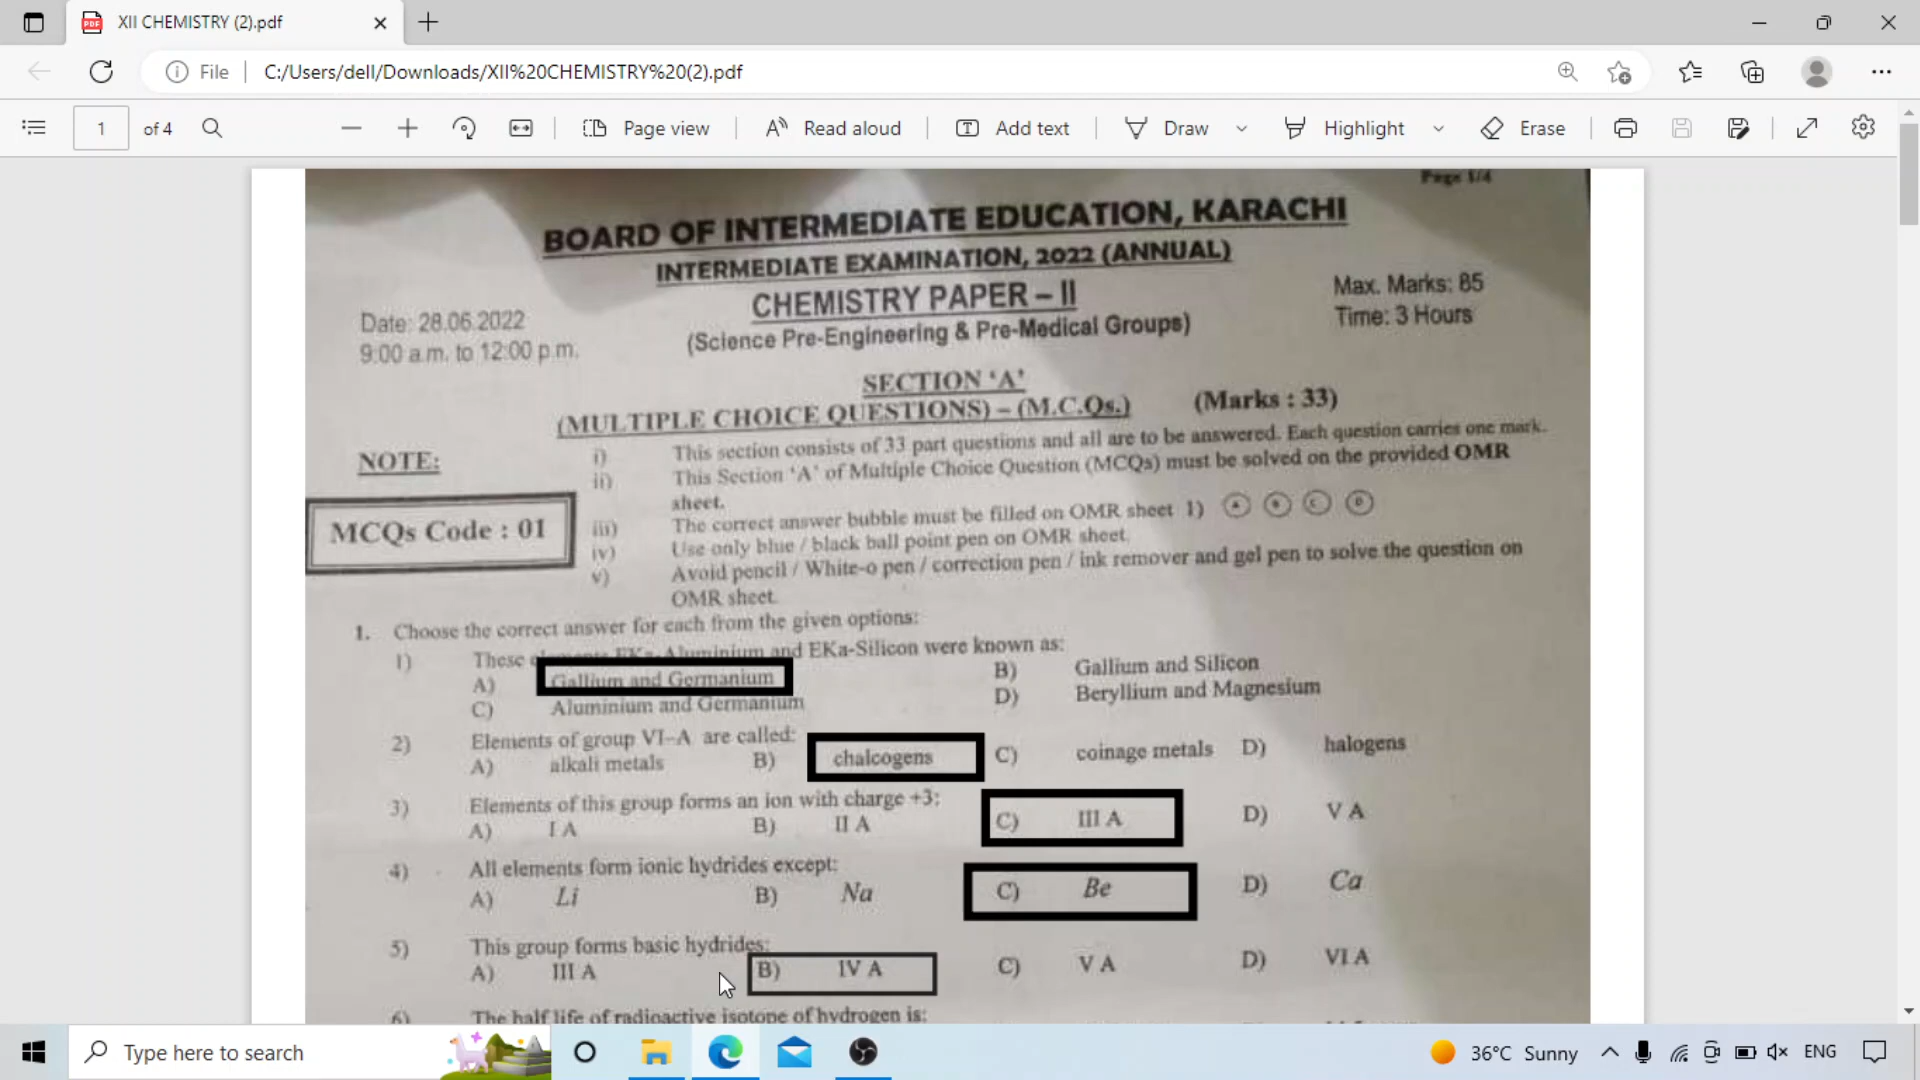 XII CHEMISTRY (2).pdf
File
C:/Users/dell/Downloads/XII%20CHEMISTRY%20(2).pdf
1 of 4
Page view
Read aloud
Add text
Draw
Highlight
Erase
Page 1/4
BOARD OF INTERMEDIATE EDUCATION, KARACHI
INTERMEDIATE EXAMINATION, 2022 (ANNUAL)
CHEMISTRY PAPER – II
(Science Pre-Engineering & Pre-Medical Groups)
Date: 28.06.2022
9:00 a.m. to 12:00 p.m.
Max. Marks: 85
Time: 3 Hours
SECTION ‘A’
(MULTIPLE CHOICE QUESTIONS) – (M.C.Qs.) (Marks : 33)
NOTE:
i) This section consists of 33 part questions and all are to be answered. Each question carries one mark.
ii) This Section ‘A’ of Multiple Choice Question (MCQs) must be solved on the provided OMR
sheet.
MCQs Code : 01
iii) The correct answer bubble must be filled on OMR sheet 1) A B C D
iv) Use only blue / black ball point pen on OMR sheet.
v) Avoid pencil / White-o pen / correction pen / ink remover and gel pen to solve the question on
OMR sheet.
1. Choose the correct answer for each from the given options:
1) These EKa-Aluminium and EKa-Silicon were known as:
A) Gallium and Germanium B) Gallium and Silicon
C) Aluminium and Germanium D) Beryllium and Magnesium
2) Elements of group VI–A are called:
A) alkali metals B) chalcogens C) coinage metals D) halogens
3) Elements of this group forms an ion with charge +3:
A) I A B) II A C) III A D) V A
4) All elements form ionic hydrides except:
A) Li B) Na C) Be D) Ca
5) This group forms basic hydrides:
A) III A B) IV A C) V A D) VI A
6) The half life of radioactive isotope of hydrogen is:
Type here to search
36°C Sunny
ENG